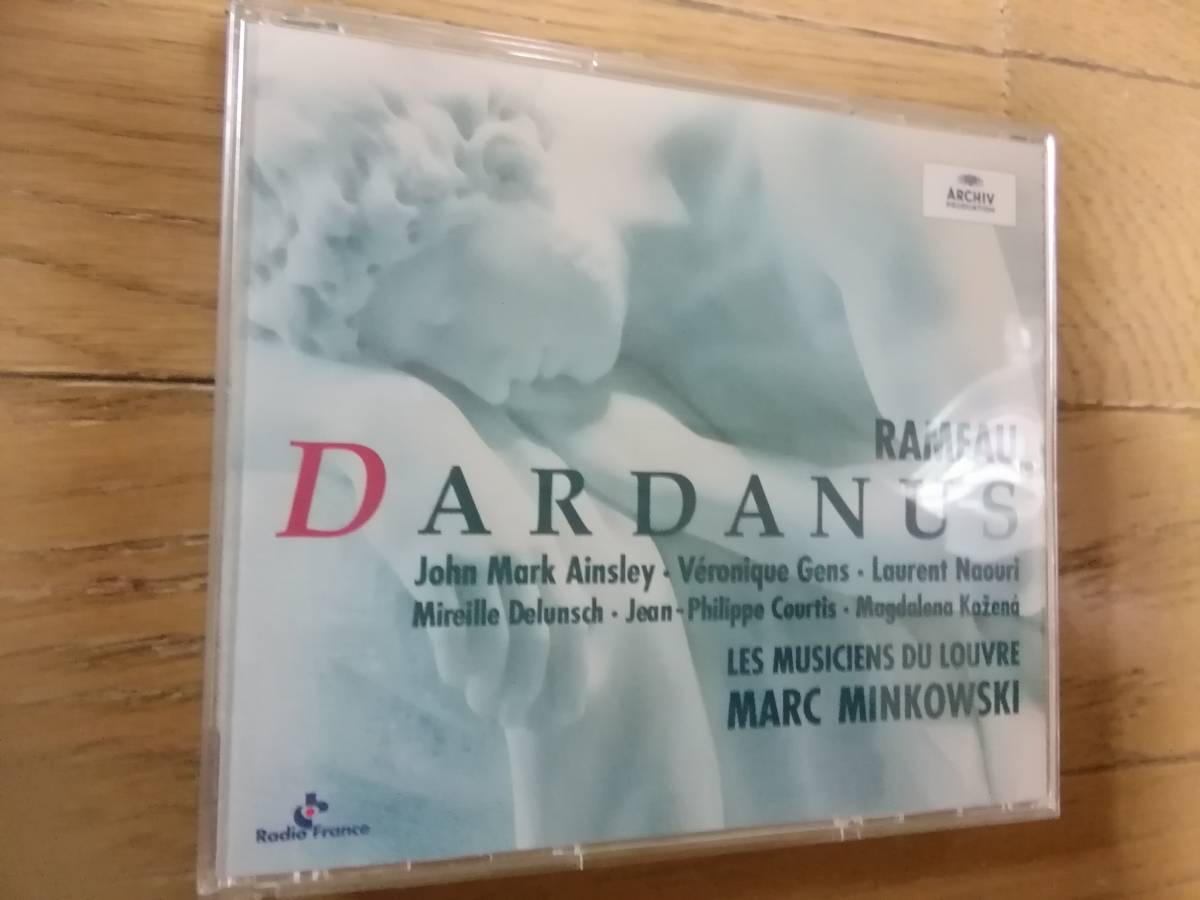 ARCHIV
PRODUKTION
RAMEAU
DARDANUS
John Mark Ainsley · Véronique Gens · Laurent Naouri
Mireille Delunsch · Jean-Philippe Courtis · Magdalena Kožená
LES MUSICIENS DU LOUVRE
MARC MINKOWSKI
Radio France